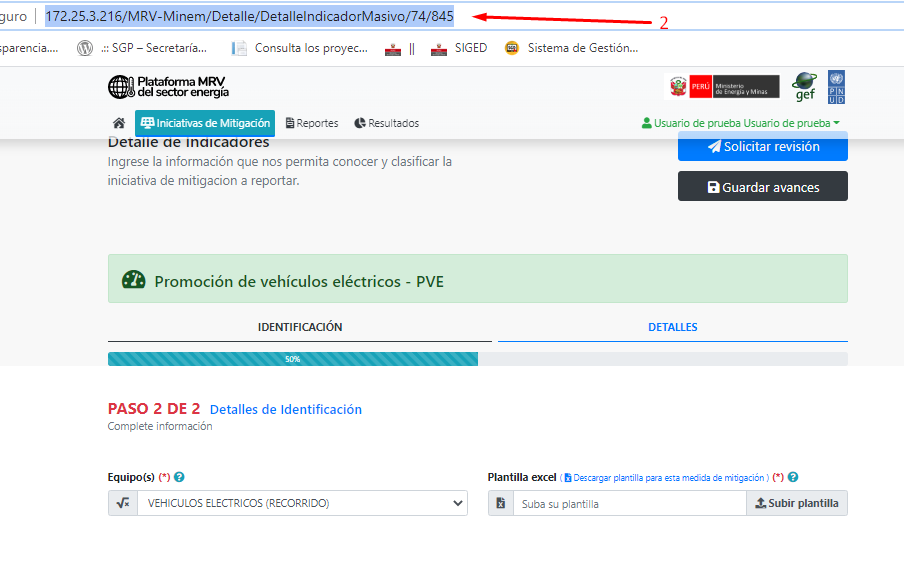 guro 172.25.3.216/MRV-Minem/Detalle/DetalleIndicadorMasivo/74/845 2
sparencia.... .:: SGP – Secretaría... Consulta los proyec... || SIGED Sistema de Gestión...
Plataforma MRV
del sector energía
PERÚ Ministerio
de Energía y Minas
gef
PNUD
Iniciativas de Mitigación Reportes Resultados Usuario de prueba Usuario de prueba
Detalle de Indicadores
Ingrese la información que nos permita conocer y clasificar la
iniciativa de mitigacion a reportar.
Solicitar revisión
Guardar avances
Promoción de vehículos eléctricos - PVE
IDENTIFICACIÓN DETALLES
50%
PASO 2 DE 2 Detalles de Identificación
Complete información
Equipo(s) (*) ?
VEHICULOS ELECTRICOS (RECORRIDO)
Plantilla excel ( Descargar plantilla para esta medida de mitigación ) (*) ?
Suba su plantilla Subir plantilla